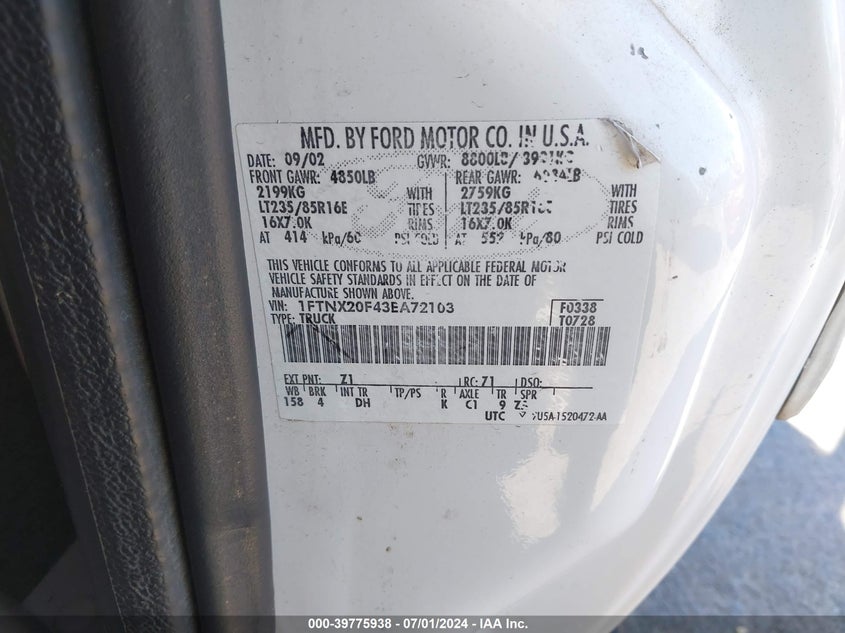 MFD. BY FORD MOTOR CO. IN U.S.A.
DATE: 09/02 GVWR: 8800LB/
FRONT GAWR: 4850LB REAR GAWR:
2199KG WITH 2759KG WITH
LT235/85R16E TIRES LT235/85R16E TIRES
16X7.0K RIMS 16X7.0K RIMS
AT 414 kPa/60 PSI COLD AT 552 kPa/80 PSI COLD
THIS VEHICLE CONFORMS TO ALL APPLICABLE FEDERAL MOTOR
VEHICLE SAFETY STANDARDS IN EFFECT ON THE DATE OF
MANUFACTURE SHOWN ABOVE.
VIN: 1FTNX20F43EA72103 F0338
TYPE: TRUCK T0728
EXT PNT: Z1 RC: Z1 DSO:
WB BRK INT TR TP/PS R AXLE TR SPR
158 4 DH K C1 9
UTC
000-39775938 - 07/01/2024 - IAA Inc.